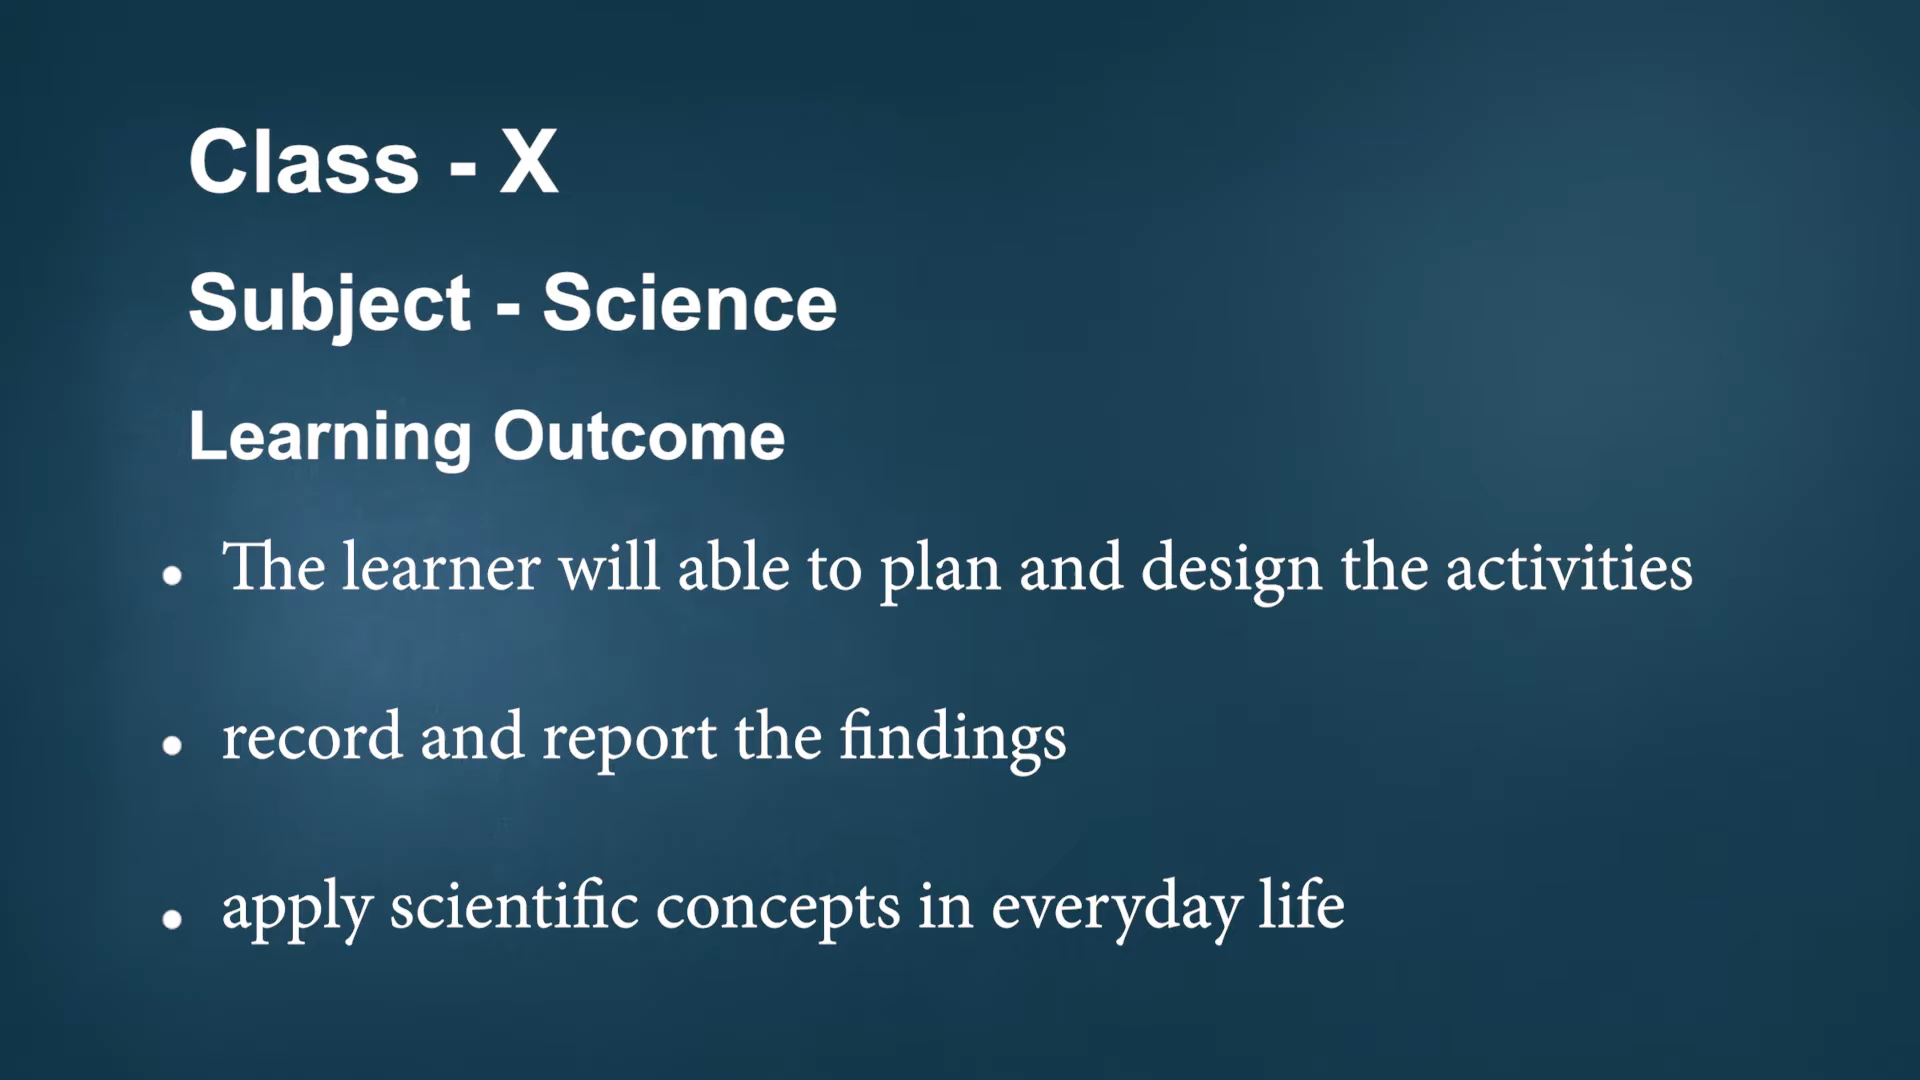 Class - X
Subject - Science
Learning Outcome
• The learner will able to plan and design the activities
• record and report the findings
• apply scientific concepts in everyday life